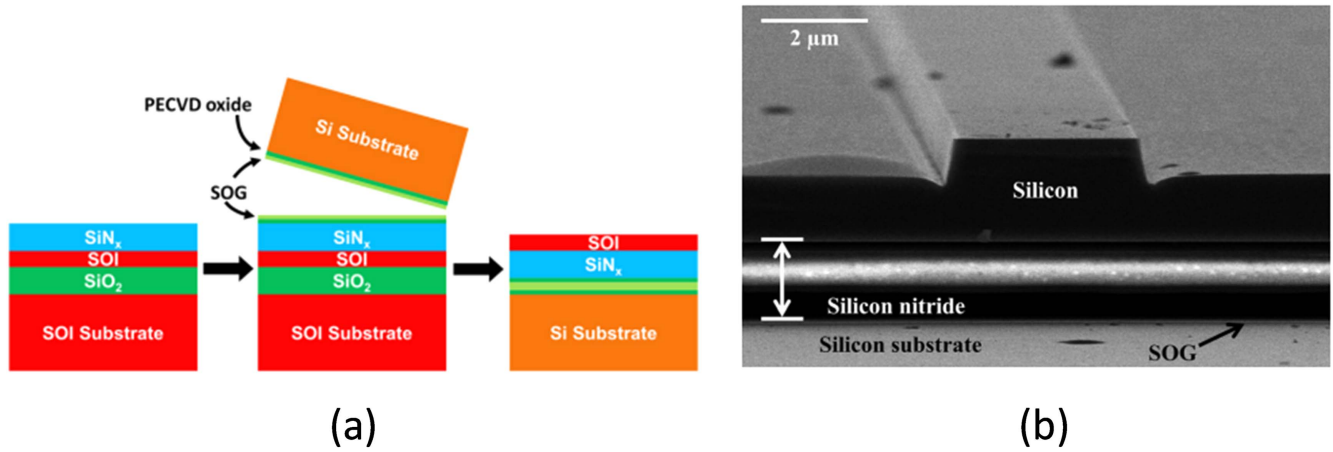 PECVD oxide
SOG
Si Substrate
SiNx
SOI
SiO2
SOI Substrate
SiNx
SOI
SiO2
SOI Substrate
SOI
SiNx
Si Substrate
(a)
2 μm
Silicon
Silicon nitride
Silicon substrate
SOG
(b)